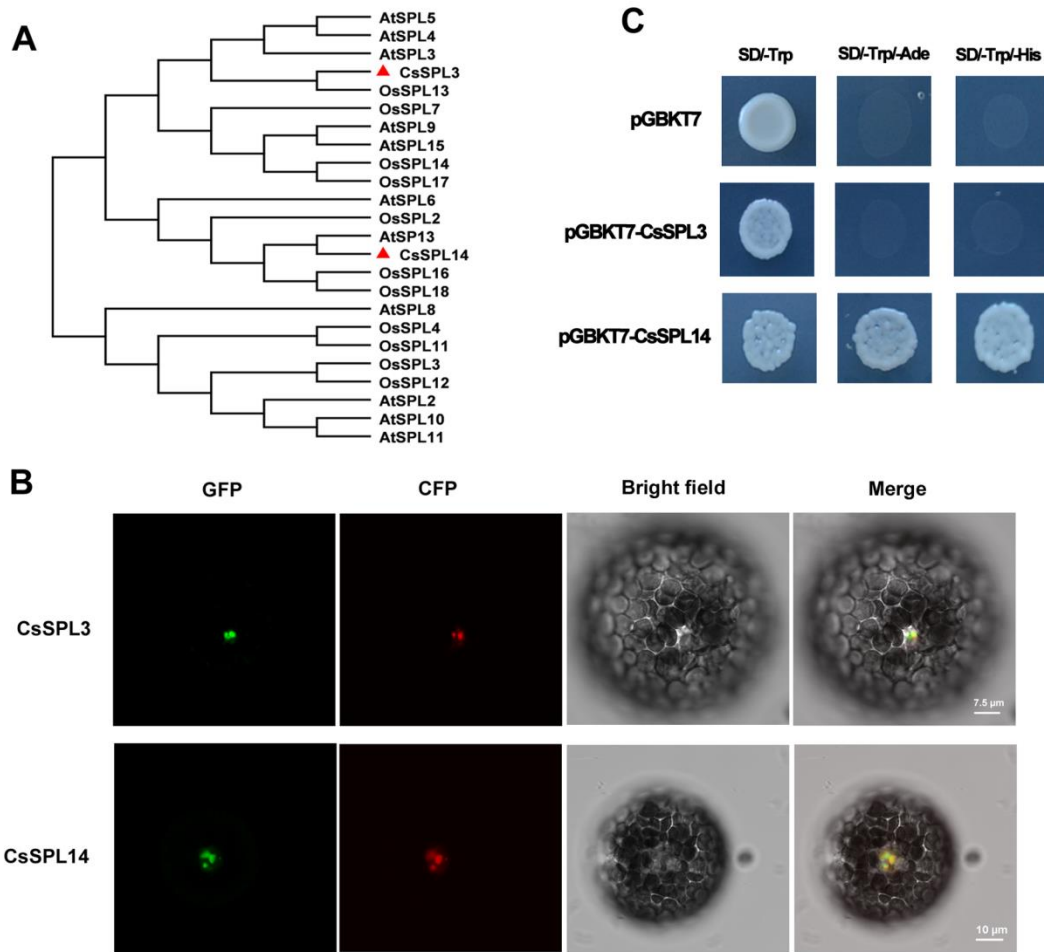 A
AtSPL5
AtSPL4
AtSPL3
CsSPL3
OsSPL13
OsSPL7
AtSPL9
AtSPL15
OsSPL14
OsSPL17
AtSPL6
OsSPL2
AtSP13
CsSPL14
OsSPL16
OsSPL18
AtSPL8
OsSPL4
OsSPL11
OsSPL3
OsSPL12
AtSPL2
AtSPL10
AtSPL11
C
SD/-Trp SD/-Trp/-Ade SD/-Trp/-His
pGBKT7
pGBKT7-CsSPL3
pGBKT7-CsSPL14
B
GFP CFP Bright field Merge
CsSPL3
7.5 μm
CsSPL14
10 μm